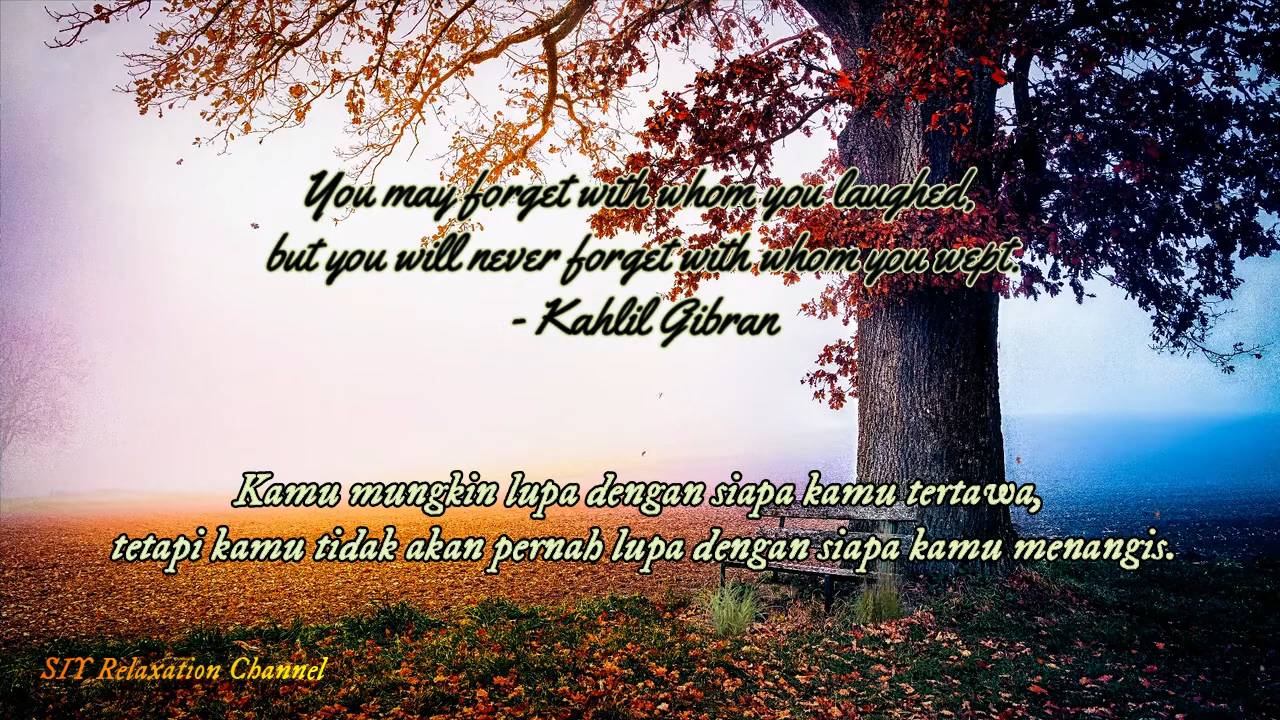 You may forget with whom you laughed,
but you will never forget with whom you wept.
- Kahlil Gibran
Kamu mungkin lupa dengan siapa kamu tertawa,
tetapi kamu tidak akan pernah lupa dengan siapa kamu menangis.
SIY Relaxation Channel